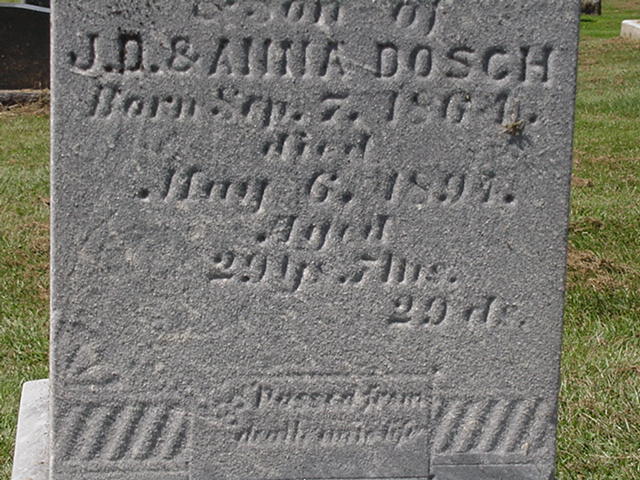 Son of
J.D. & ANNA DOSCH
Born Sep. 7. 1864.
died
May 6. 1894.
Aged
29 ys. 7 ms.
29 ds.
Passed from
death unto life